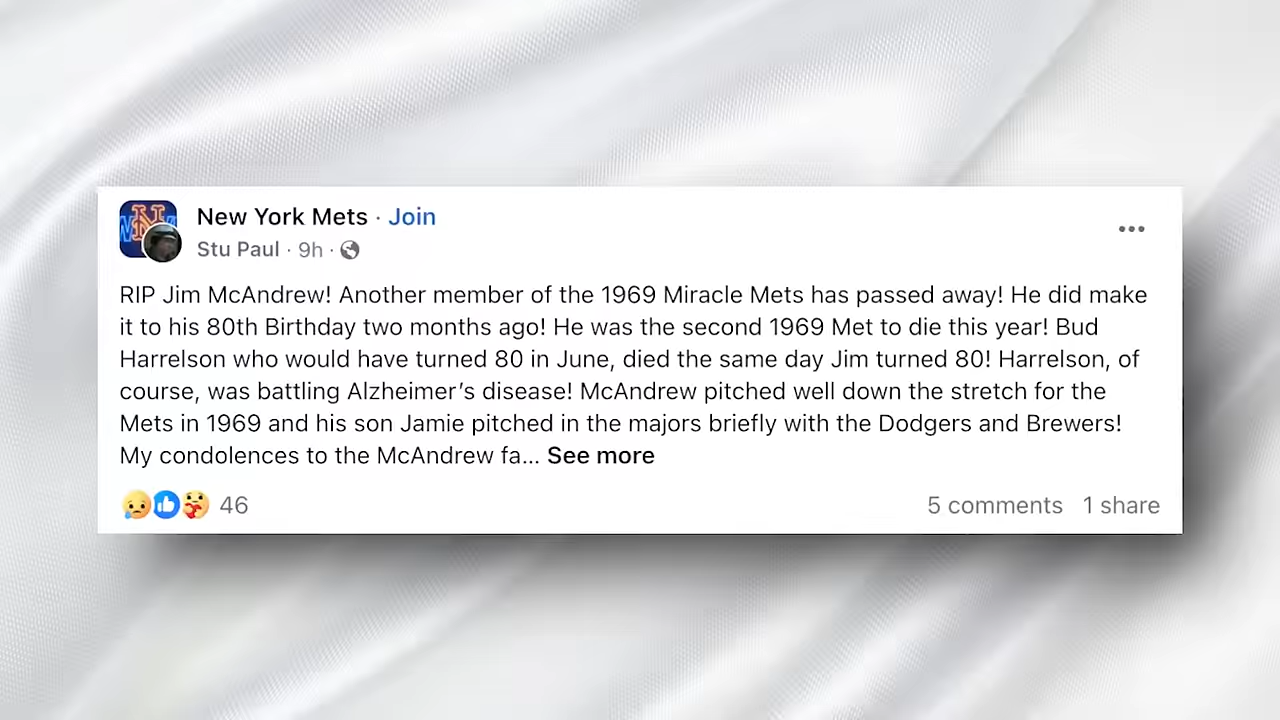 New York Mets · Join
Stu Paul · 9h ·
RIP Jim McAndrew! Another member of the 1969 Miracle Mets has passed away! He did make
it to his 80th Birthday two months ago! He was the second 1969 Met to die this year! Bud
Harrelson who would have turned 80 in June, died the same day Jim turned 80! Harrelson, of
course, was battling Alzheimer’s disease! McAndrew pitched well down the stretch for the
Mets in 1969 and his son Jamie pitched in the majors briefly with the Dodgers and Brewers!
My condolences to the McAndrew fa... See more
46 5 comments 1 share